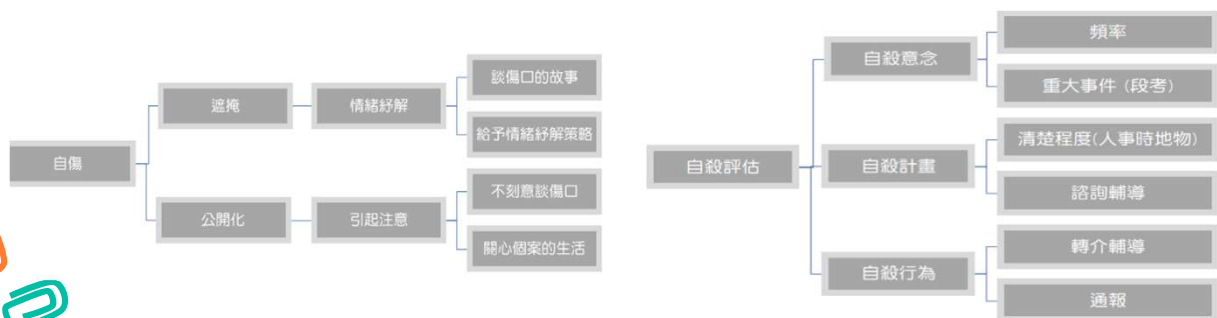 自傷
遮掩
情緒紓解
談傷口的故事
給予情緒紓解策略
公開化
引起注意
不刻意談傷口
關心個案的生活
自殺評估
自殺意念
頻率
重大事件 (段考)
自殺計畫
清楚程度(人事時地物)
諮詢輔導
自殺行為
轉介輔導
通報